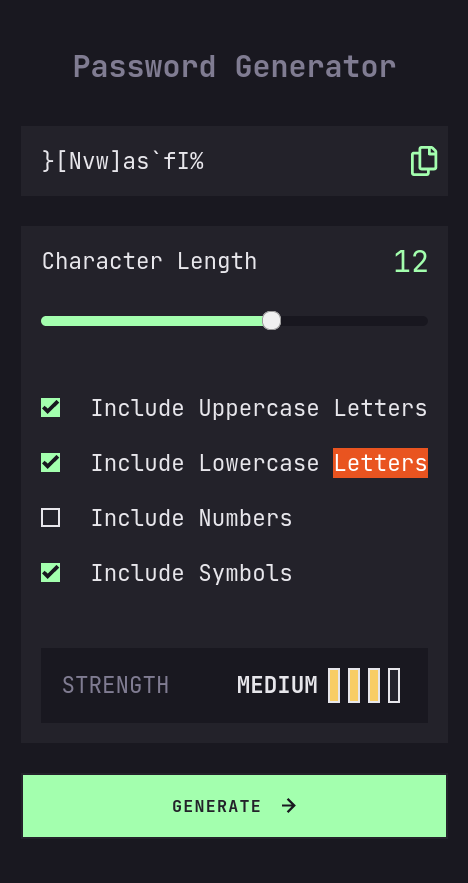 Password Generator
}[Nvw]as`fI%
Character Length 12
Include Uppercase Letters
Include Lowercase Letters
Include Numbers
Include Symbols
STRENGTH MEDIUM
GENERATE →